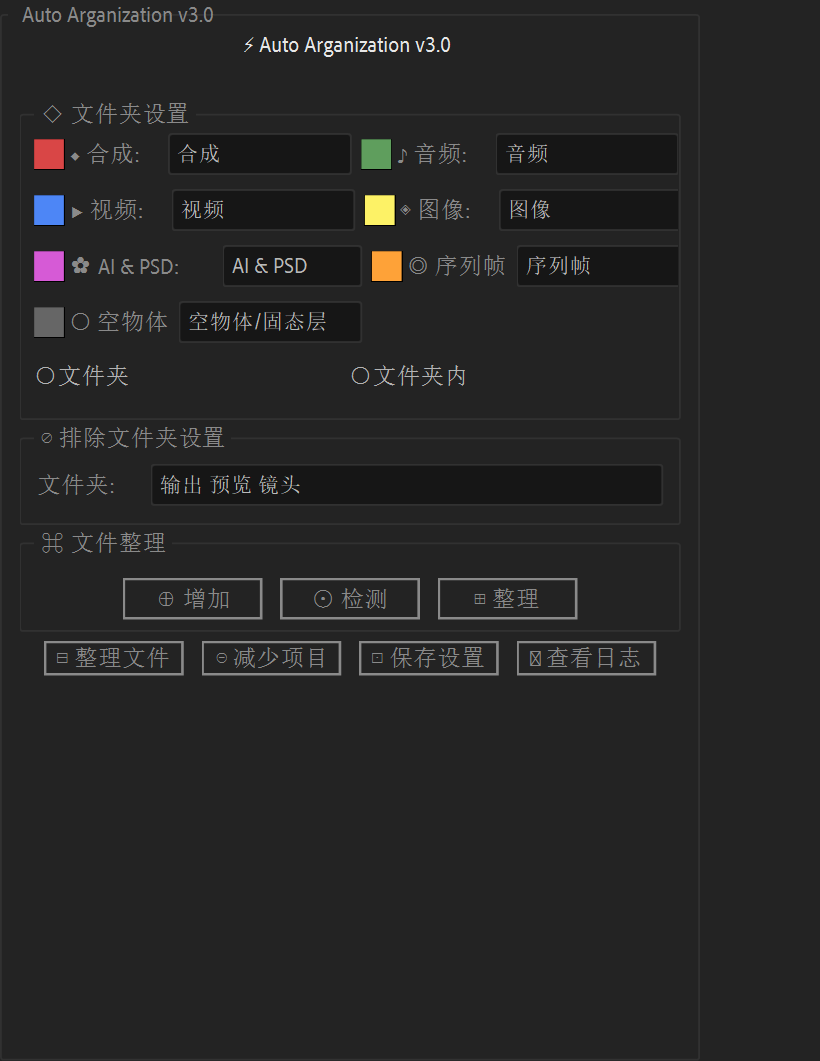 Auto Arganization v3.0
⚡ Auto Arganization v3.0
◇ 文件夹设置
⬥ 合成: 合成 ♪ 音频: 音频
▶ 视频: 视频 ◈ 图像: 图像
✿ AI & PSD: AI & PSD ◎ 序列帧 序列帧
○ 空物体 空物体/固态层
○文件夹 ○文件夹内
⊘ 排除文件夹设置
文件夹: 输出 预览 镜头
⌘ 文件整理
⊕ 增加 ⊙ 检测 ⊞ 整理
⊟ 整理文件 ⊖ 减少项目 ⊡ 保存设置 查看日志